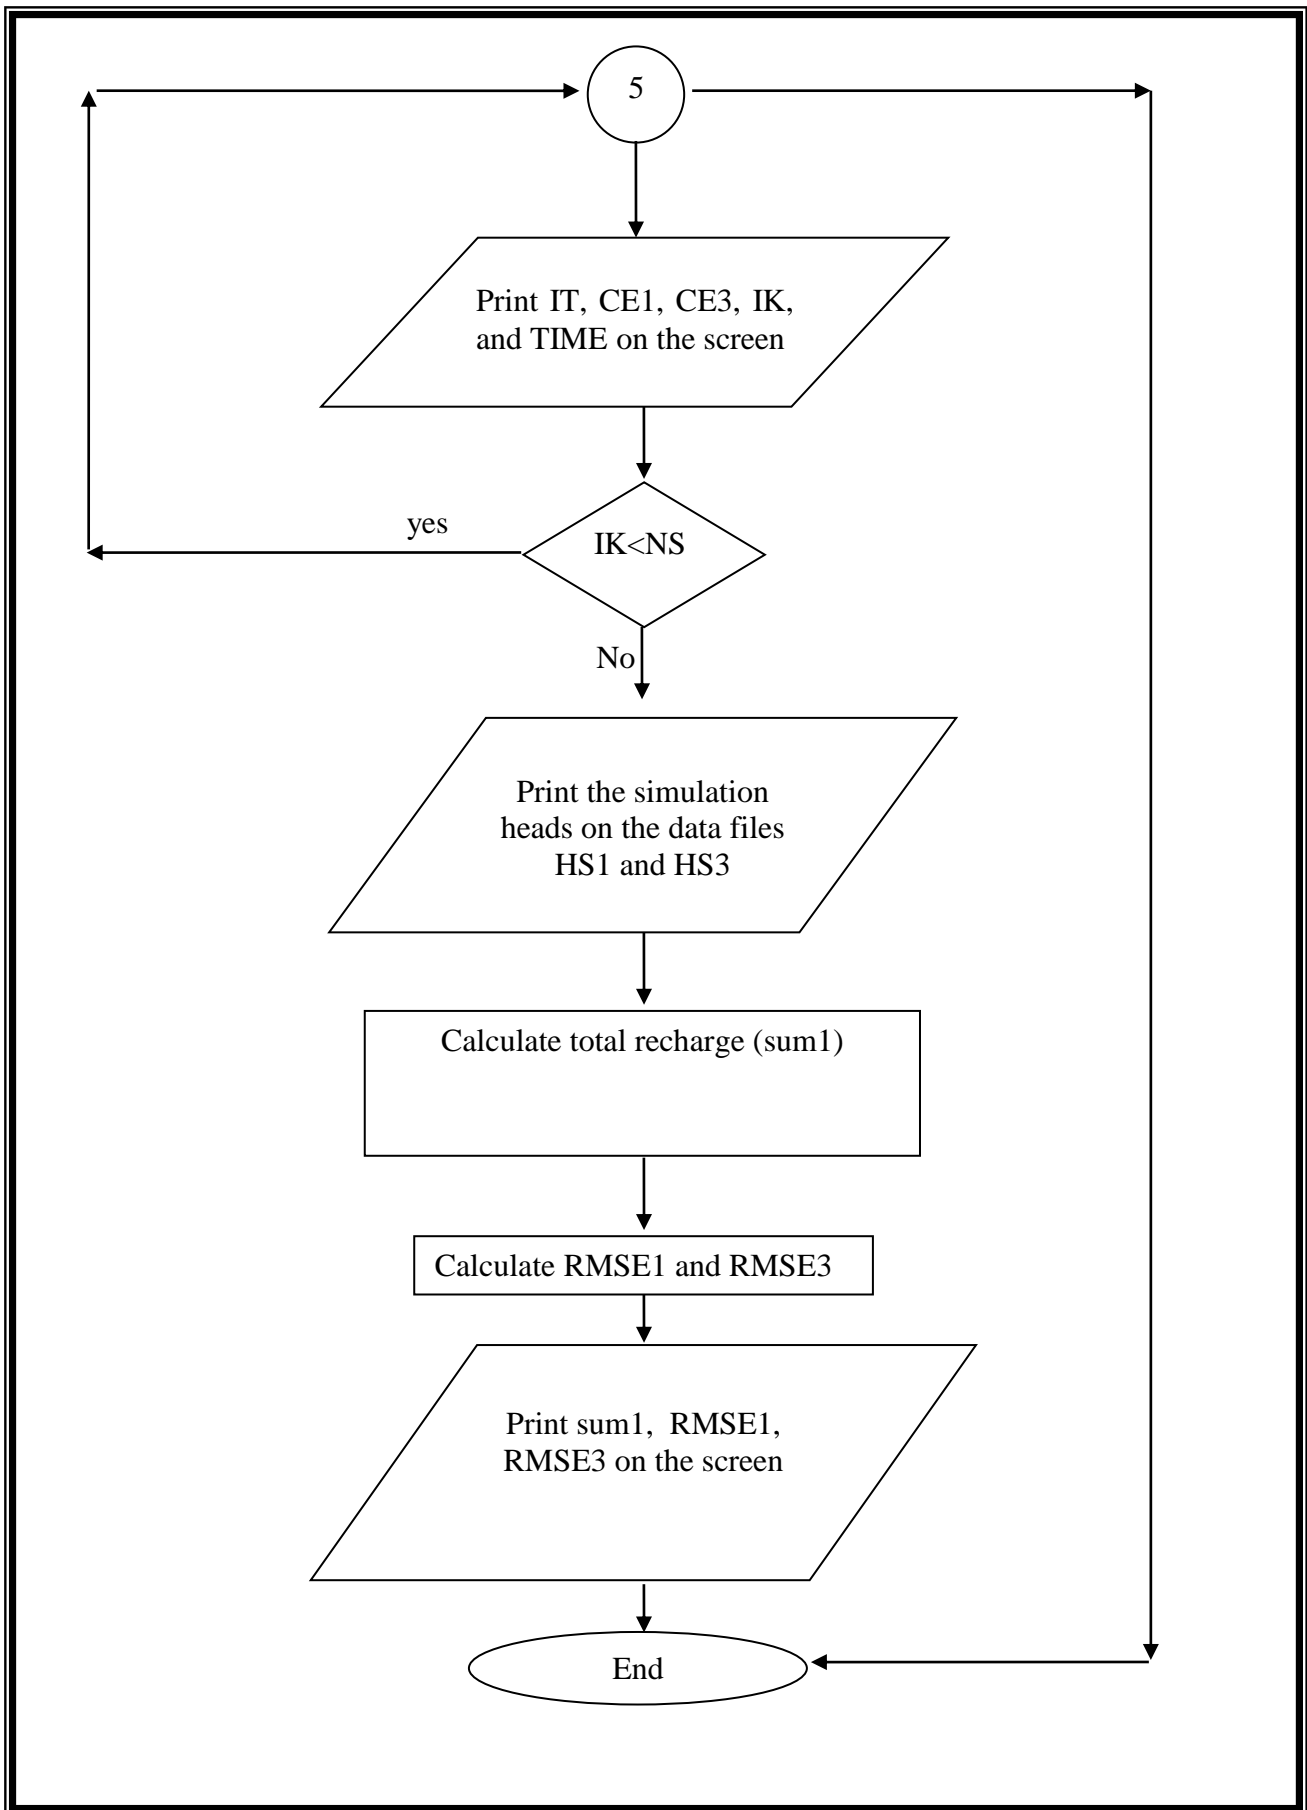 5
Print IT, CE1, CE3, IK,
and TIME on the screen
yes
IK<NS
No
Print the simulation
heads on the data files
HS1 and HS3
Calculate total recharge (sum1)
Calculate RMSE1 and RMSE3
Print sum1, RMSE1,
RMSE3 on the screen
End